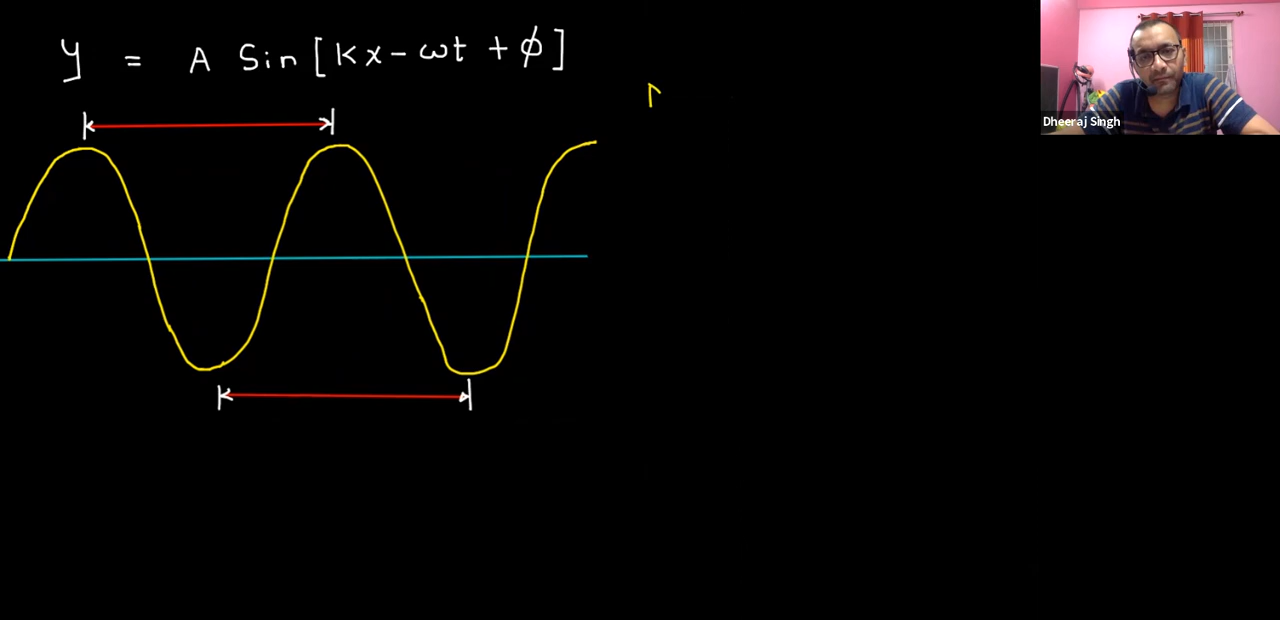 y = A Sin [kx - ωt + ϕ]
Dheeraj Singh